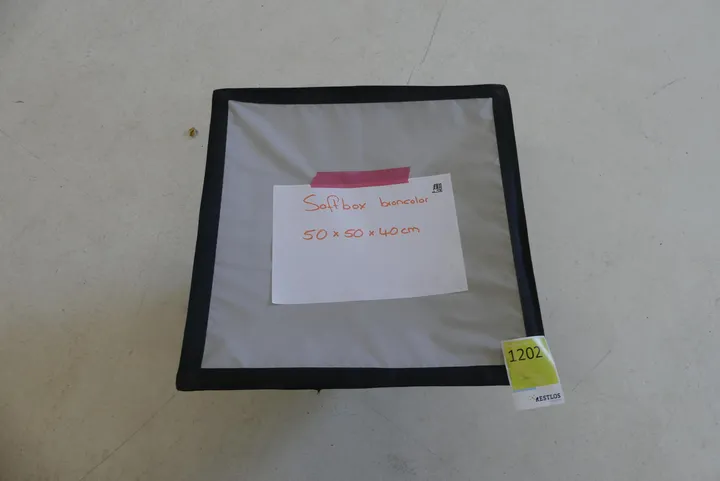 Softbox broncolor
50 x 50 x 40 cm
1202
RESTLOS